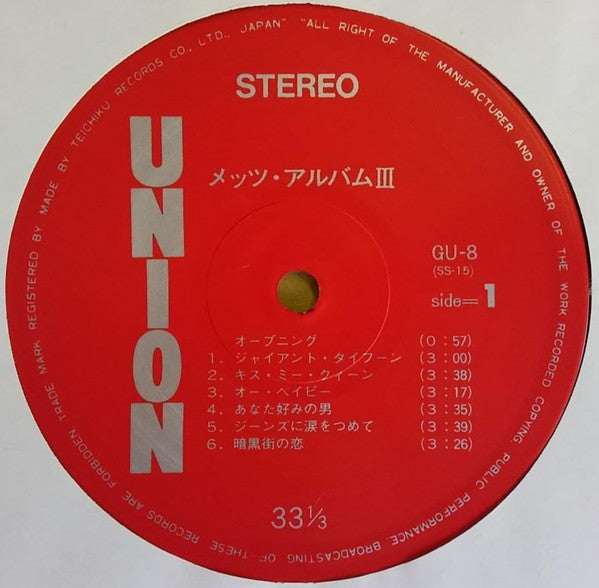 TRADE MARK REGISTERED BY. MADE BY TEICHIKU RECORDS CO., LTD., JAPAN" "ALL RIGHT OF THE MANUFACTURER AND OWNER OF THE WORK RECORDED COPYING, PUBLIC PERFORMANCE, BROADCASTING OF THESE RECORDS ARE FORBIDDEN
STEREO
UNION
メッツ・アルバムIII
GU-8
(SS-15)
side=1
オープニング (0:57)
1. ジャイアント・タイフーン (3:00)
2. キス・ミー・クィーン (3:38)
3. オー・ベイビー (3:17)
4. あなた好みの男 (3:35)
5. ジーンズに涙をつめて (3:39)
6. 暗黒街の恋 (3:26)
33 1/3